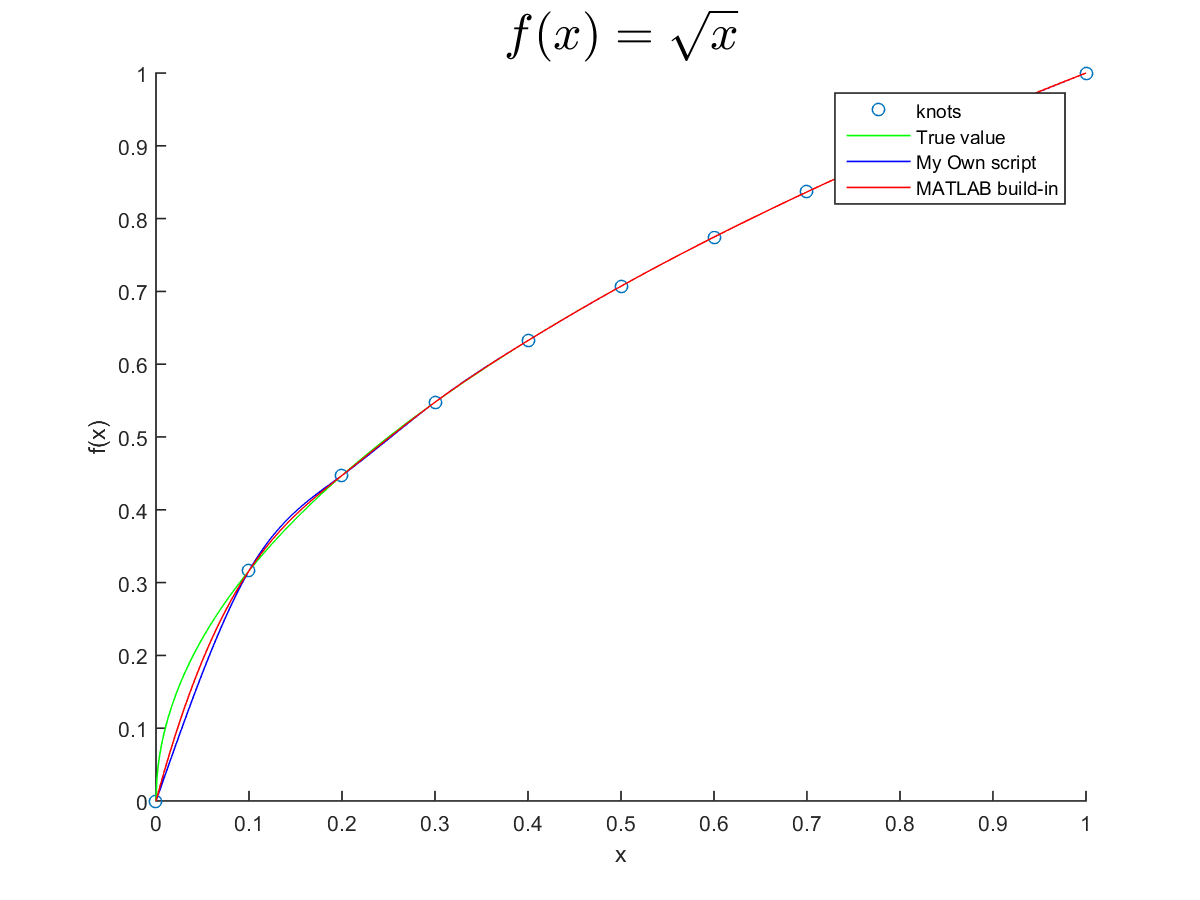 f(x) = √x
1
0.9
0.8
0.7
0.6
0.5
0.4
0.3
0.2
0.1
0
f(x)
knots
True value
My Own script
MATLAB build-in
0 0.1 0.2 0.3 0.4 0.5 0.6 0.7 0.8 0.9 1
x